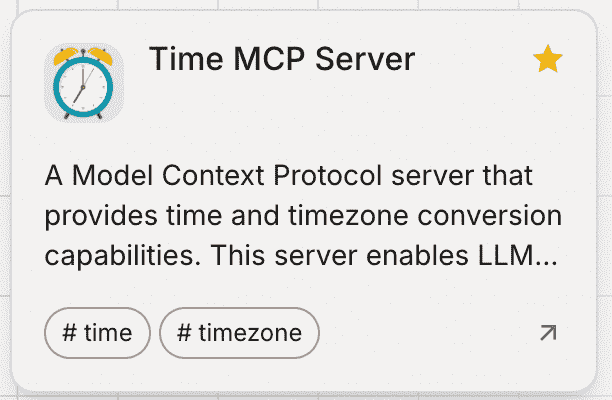 Time MCP Server
A Model Context Protocol server that
provides time and timezone conversion
capabilities. This server enables LLM...
# time
# timezone